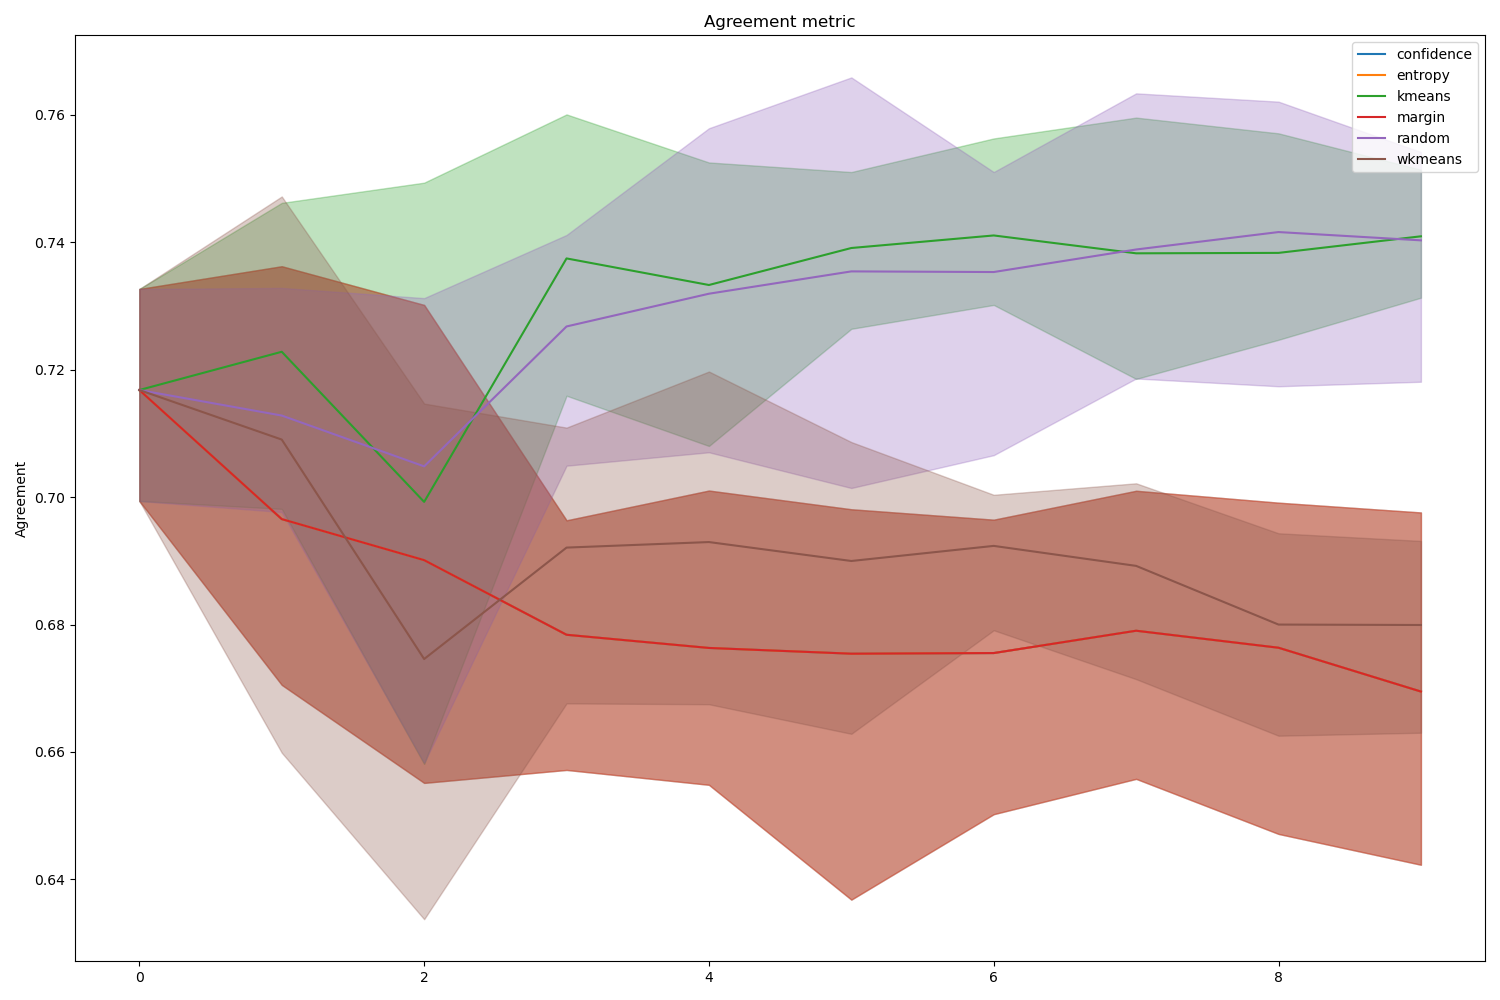 Agreement metric
confidence
entropy
kmeans
margin
random
wkmeans
0.76
0.74
0.72
0.70
0.68
0.66
0.64
Agreement
0 2 4 6 8